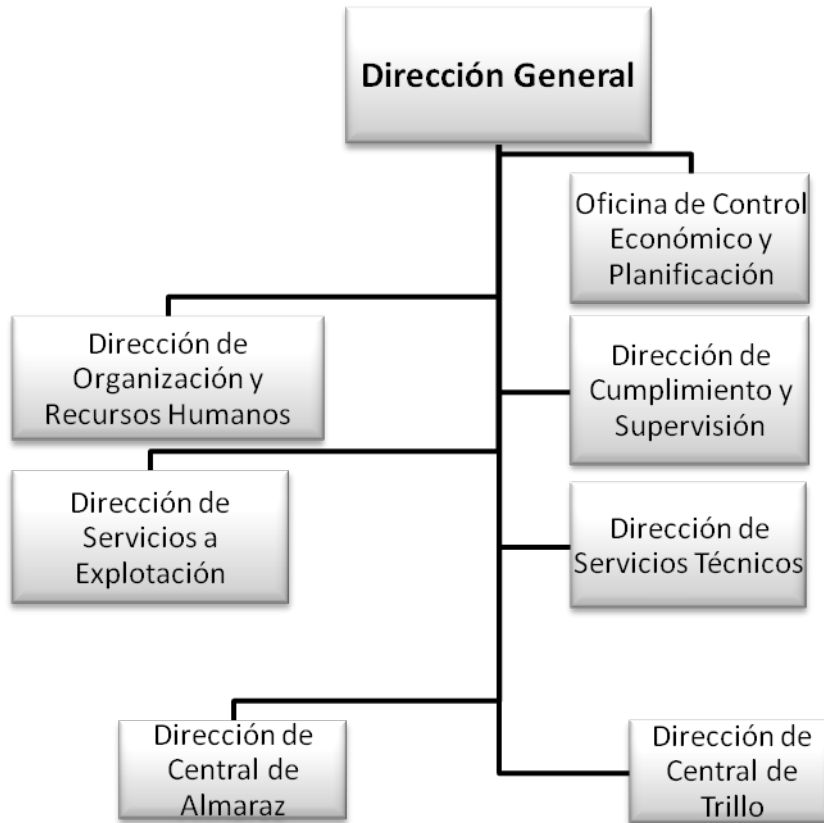 Dirección General
Oficina de Control
Económico y
Planificación
Dirección de
Organización y
Recursos Humanos
Dirección de
Cumplimiento y
Supervisión
Dirección de
Servicios a
Explotación
Dirección de
Servicios Técnicos
Dirección de
Central de
Almaraz
Dirección de
Central de
Trillo